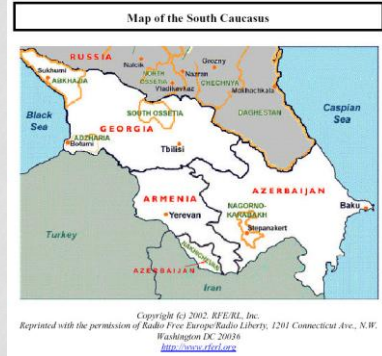 Map of the South Caucasus
RUSSIA
Sukhumi
ABKHAZIA
Nalcik
NORTH
OSSETIA
Nazran
Grozny
CHECHNYA
Vladikavkaz
Makhachkala
DAGHESTAN
Black
Sea
Caspian
Sea
SOUTH OSSETIA
GEORGIA
ADZHARIA
Batumi
Tbilisi
ARMENIA
AZERBAIJAN
Yerevan
NAGORNO-
KARABAKH
Baku
Stepanakert
Turkey
NAKHICHEVAN
AZERBAIJAN
Iran
Copyright (c) 2002. RFE/RL, Inc.
Reprinted with the permission of Radio Free Europe/Radio Liberty, 1201 Connecticut Ave., N.W.
Washington DC 20036
http://www.rferl.org